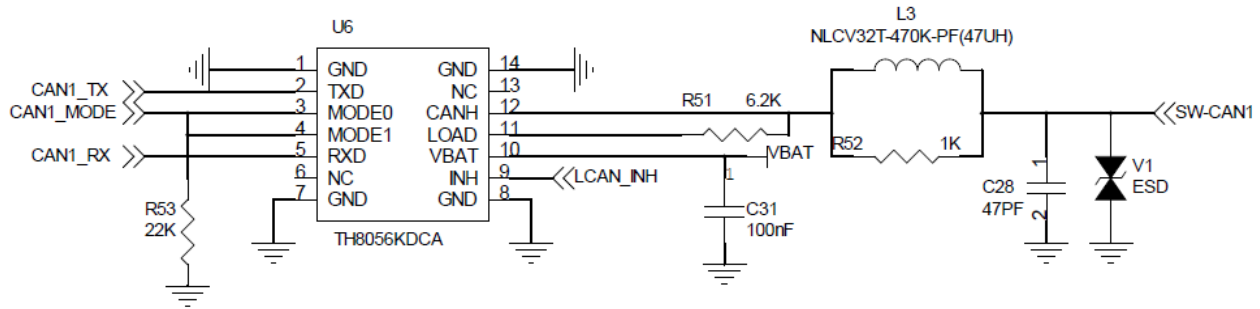 L3
NLCV32T-470K-PF(47UH)
U6
1 GND GND 14
CAN1_TX 2 TXD NC 13
CAN1_MODE 3 MODE0 CANH 12 R51 6.2K SW-CAN1
4 MODE1 LOAD 11
CAN1_RX 5 RXD VBAT 10 VBAT R52 1K
6 NC INH 9 LCAN_INH
7 GND GND 8
1
C31
100nF
1
C28
47PF
2
V1
ESD
R53
22K
TH8056KDCA